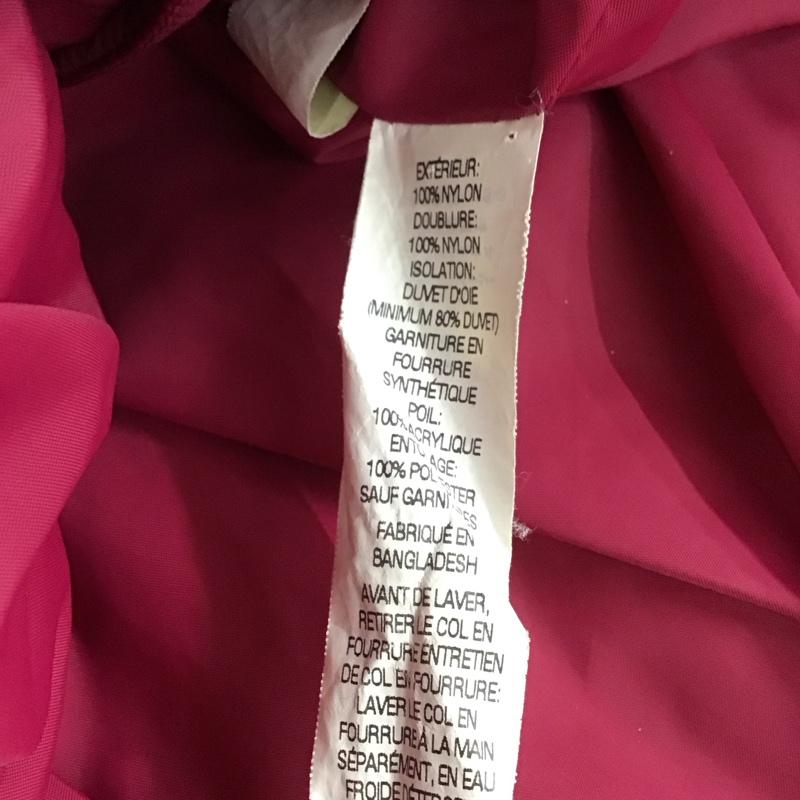 EXTÉRIEUR:
100% NYLON
DOUBLURE:
100% NYLON
ISOLATION:
DUVET D'OIE
(MINIMUM 80% DUVET)
GARNITURE EN
FOURRURE
SYNTHÉTIQUE
POIL:
100% ACRYLIQUE
100%
SAUF
FABRIQUÉ EN
BANGLADESH
AVANT DE LAVER,
RETIRER LE COL EN
FOURRURE ENTRETIEN
DE COL EN FOURRURE:
LAVER LE COL EN
FOURRURE À LA MAIN
SÉPARÉMENT, EN EAU
FROIDE